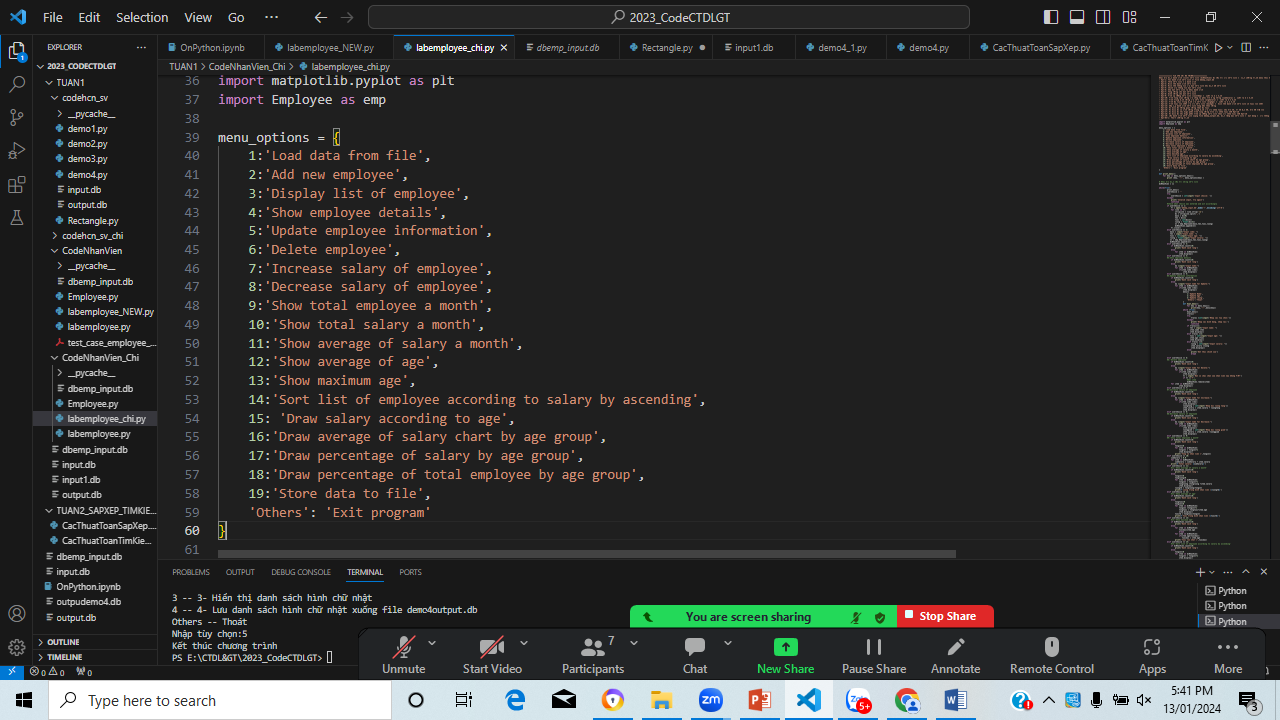 File Edit Selection View Go ··· 2023_CodeCTDLGT
EXPLORER ···
2023_CODECTDLGT
TUAN1
codehcn_sv
__pycache__
demo1.py
demo2.py
demo3.py
demo4.py
input.db
output.db
Rectangle.py
codehcn_sv_chi
CodeNhanVien
__pycache__
dbemp_input.db
Employee.py
labemployee_NEW.py
labemployee.py
test_case_employee_...
CodeNhanVien_Chi
__pycache__
dbemp_input.db
Employee.py
labemployee_chi.py
labemployee.py
dbemp_input.db
input.db
input1.db
output.db
TUAN2_SAPXEP_TIMKIE...
CacThuatToanSapXep....
CacThuatToanTimKie...
dbemp_input.db
input.db
OnPython.ipynb
outpudemo4.db
output.db
OUTLINE
TIMELINE
OnPython.ipynb labemployee_NEW.py labemployee_chi.py dbemp_input.db Rectangle.py input1.db demo4_1.py demo4.py CacThuatToanSapXep.py CacThuatToanTimK
TUAN1 > CodeNhanVien_Chi > labemployee_chi.py
36 import matplotlib.pyplot as plt
37 import Employee as emp
38
39 menu_options = {
40 1:'Load data from file',
41 2:'Add new employee',
42 3:'Display list of employee',
43 4:'Show employee details',
44 5:'Update employee information',
45 6:'Delete employee',
46 7:'Increase salary of employee',
47 8:'Decrease salary of employee',
48 9:'Show total employee a month',
49 10:'Show total salary a month',
50 11:'Show average of salary a month',
51 12:'Show average of age',
52 13:'Show maximum age',
53 14:'Sort list of employee according to salary by ascending',
54 15: 'Draw salary according to age',
55 16:'Draw average of salary chart by age group',
56 17:'Draw percentage of salary by age group',
57 18:'Draw percentage of total employee by age group',
58 19:'Store data to file',
59 'Others': 'Exit program'
60 }
61
PROBLEMS OUTPUT DEBUG CONSOLE TERMINAL PORTS
3 -- 3- Hiển thị danh sách hình chữ nhật
4 -- 4- Lưu danh sách hình chữ nhật xuống file demo4output.db
Others -- Thoát
Nhập tùy chọn:5
Kết thúc chương trình
PS E:\CTDL&GT\2023_CodeCTDLGT>
Python
Python
Python
You are screen sharing Stop Share
Unmute Start Video Participants 7 Chat New Share Pause Share Annotate Remote Control Apps More
0 0 0
Type here to search
5:41 PM
13/01/2024